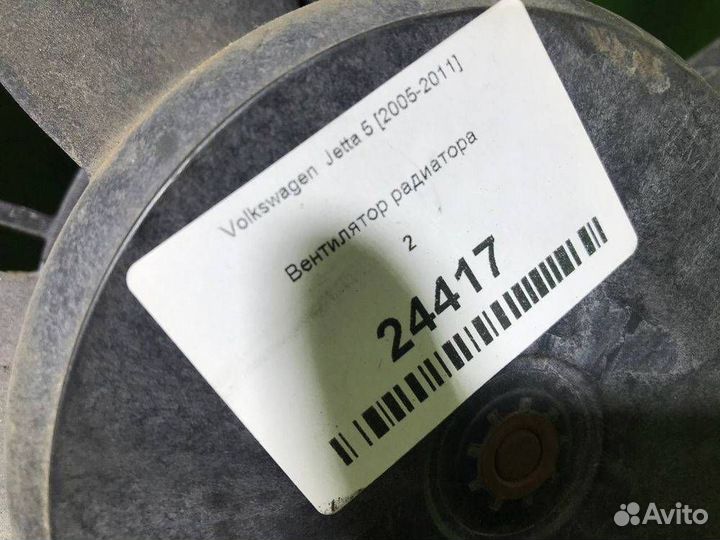 Volkswagen Jetta 5 [2005-2011]
Вентилятор радиатора
2
24417
Avito